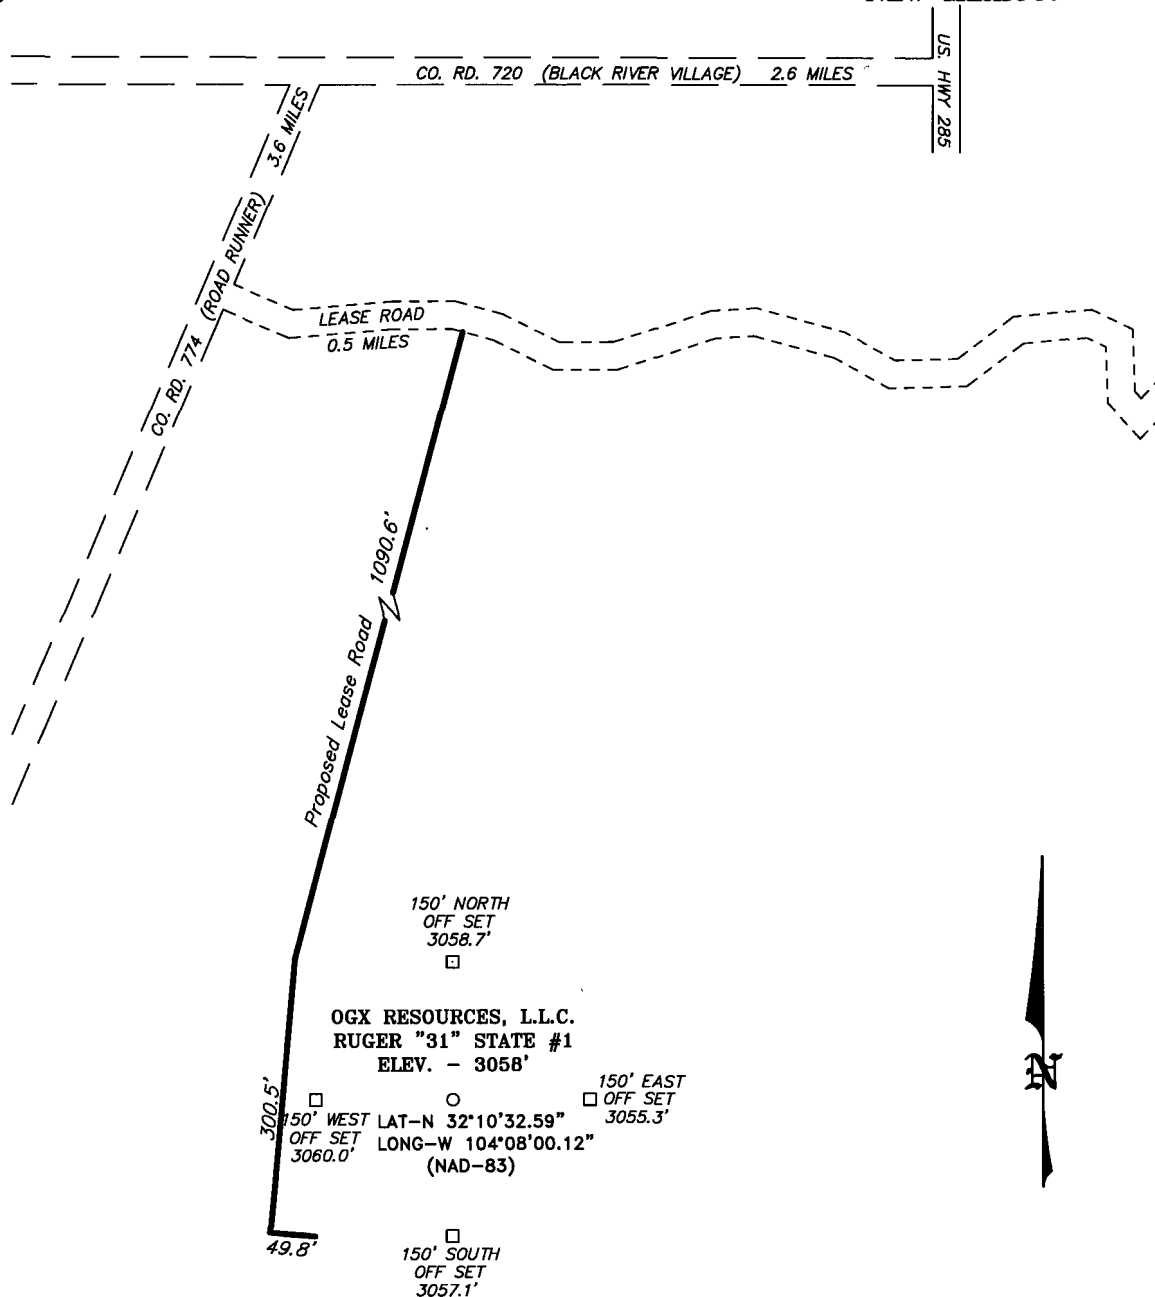 US. HWY 285
CO. RD. 720 (BLACK RIVER VILLAGE) 2.6 MILES
CO. RD. 774 (ROAD RUNNER) 3.6 MILES
LEASE ROAD
0.5 MILES
1090.6'
Proposed Lease Road
150' NORTH
OFF SET
3058.7'
OGX RESOURCES, L.L.C.
RUGER "31" STATE #1
ELEV. - 3058'
300.5'
150' WEST
OFF SET
3060.0'
LAT-N 32°10'32.59"
LONG-W 104°08'00.12"
(NAD-83)
150' EAST
OFF SET
3055.3'
N
49.8'
150' SOUTH
OFF SET
3057.1'